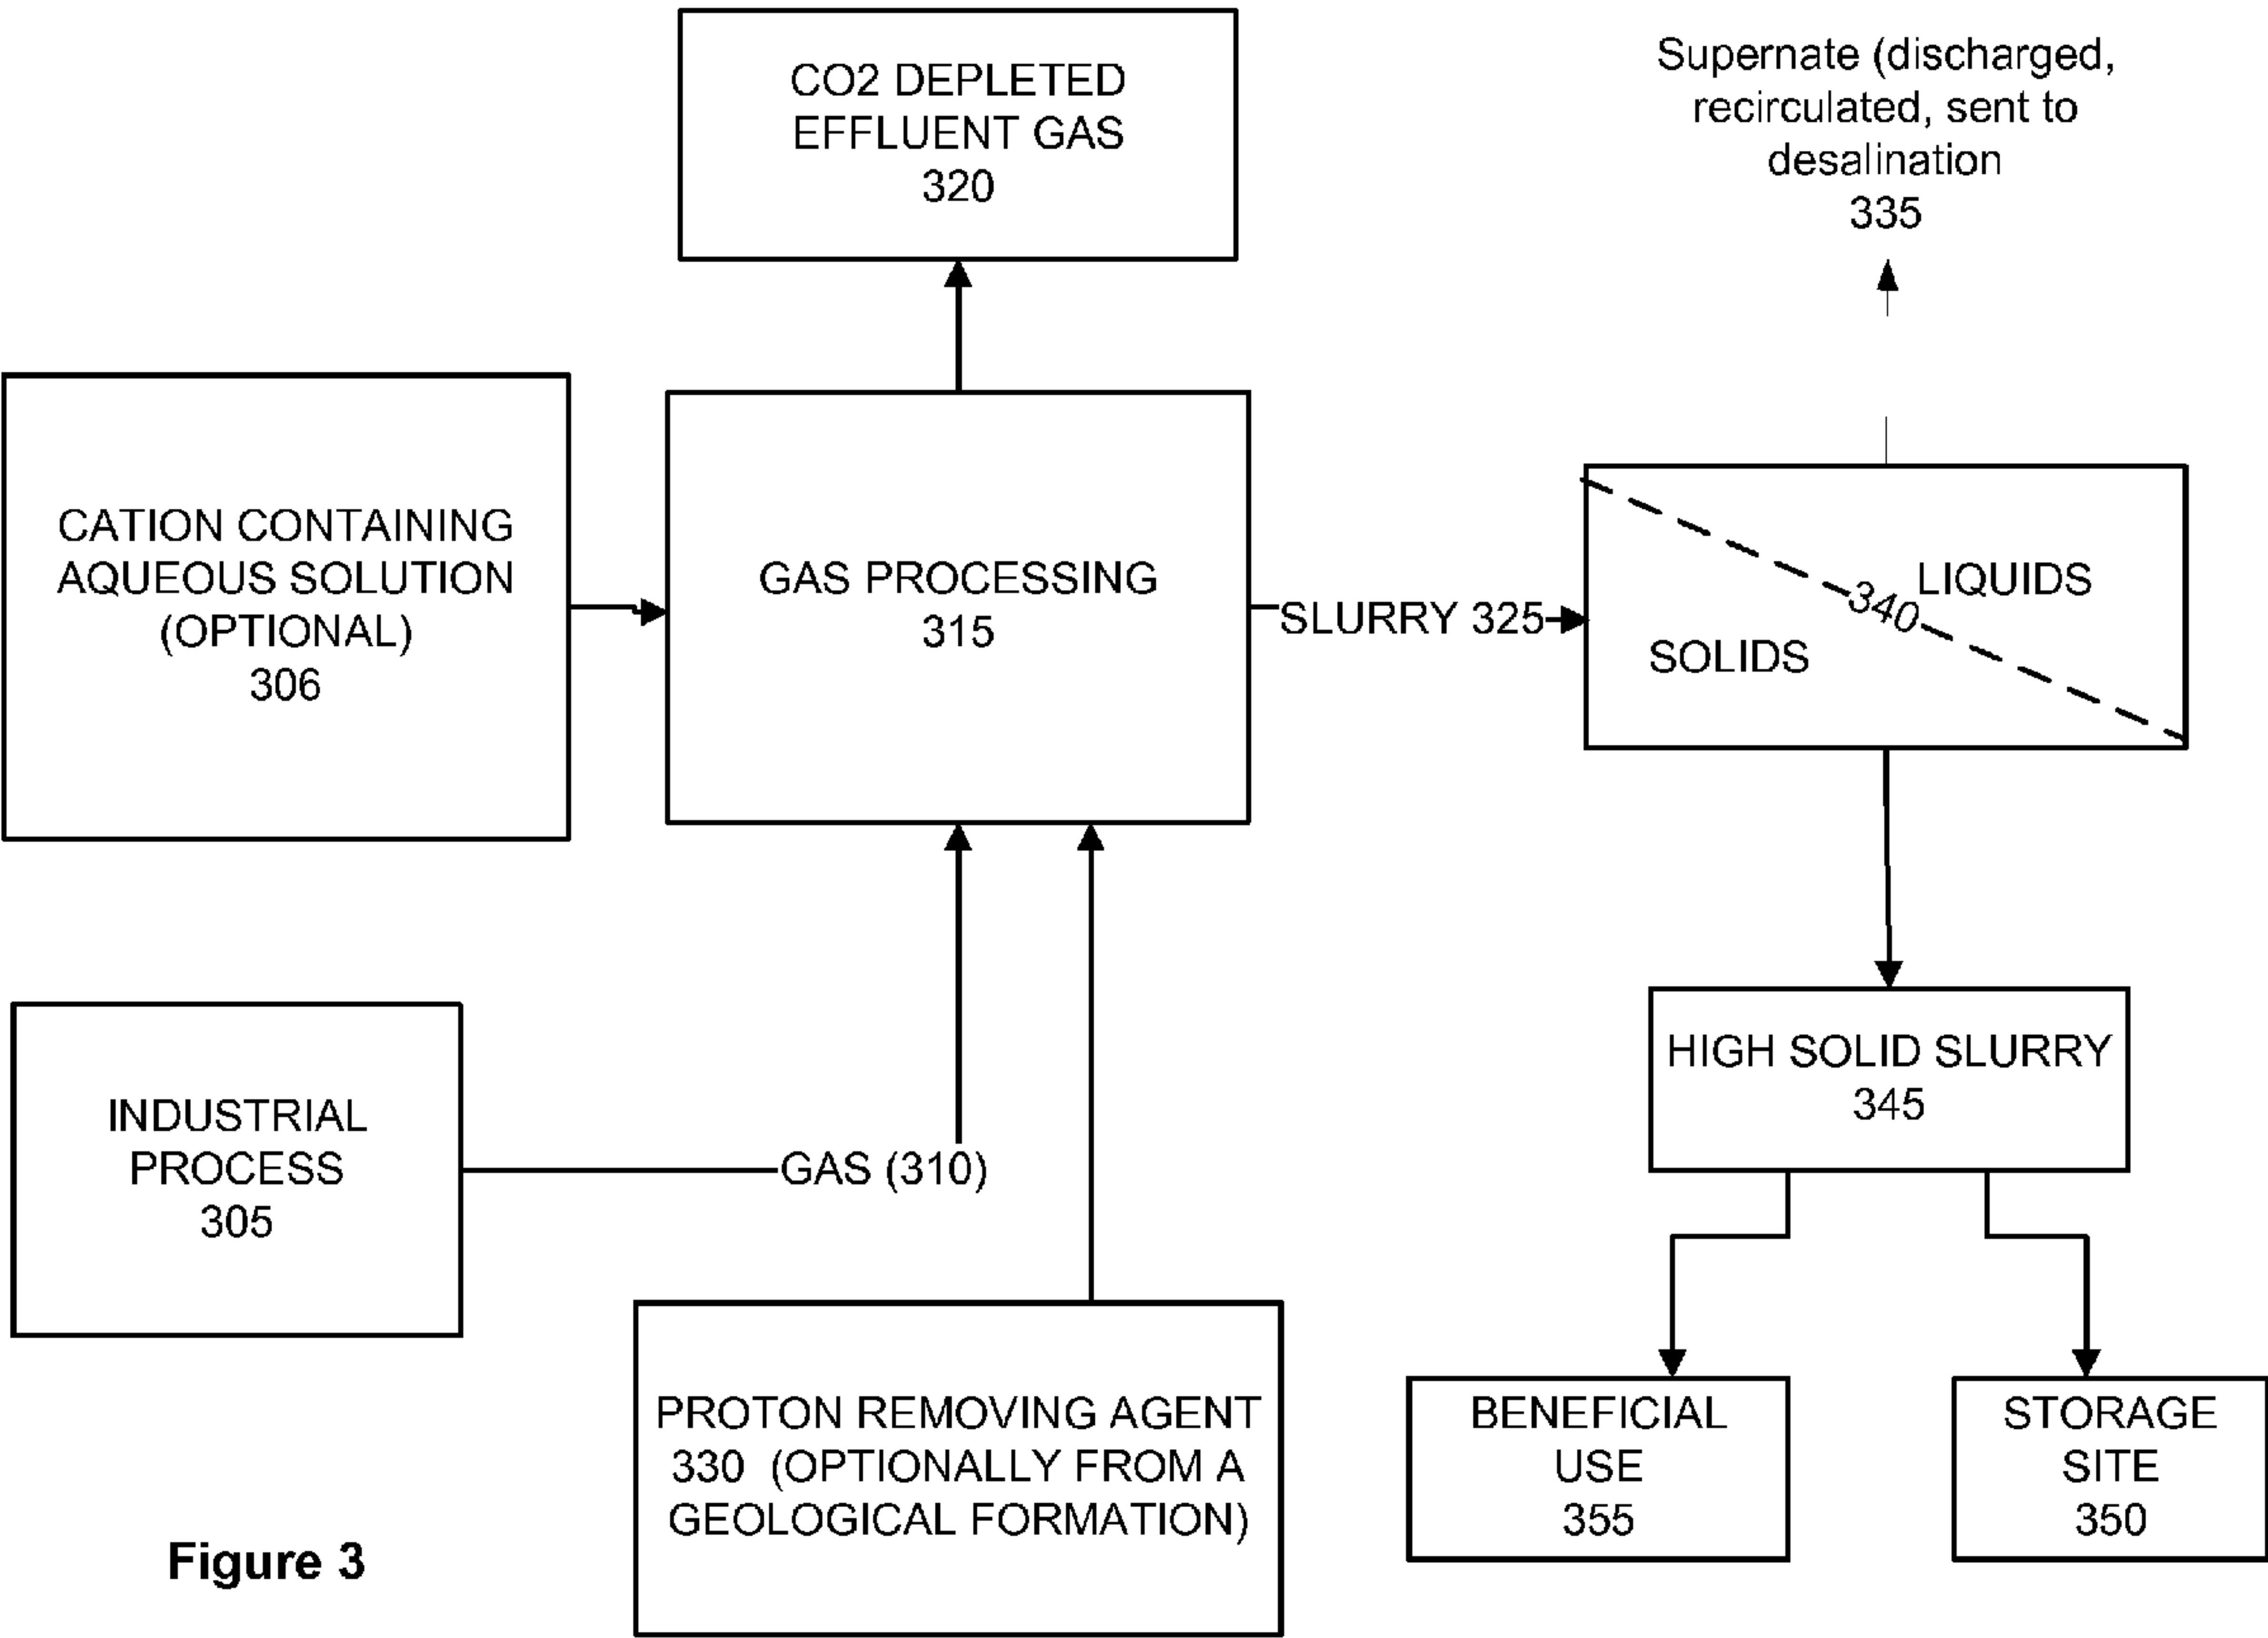 CO2 DEPLETED
EFFLUENT GAS
320
Supernate (discharged,
recirculated, sent to
desalination
335
CATION CONTAINING
AQUEOUS SOLUTION
(OPTIONAL)
306
GAS PROCESSING
315
SLURRY 325
LIQUIDS
340
SOLIDS
HIGH SOLID SLURRY
345
INDUSTRIAL
PROCESS
305
GAS (310)
PROTON REMOVING AGENT
330 (OPTIONALLY FROM A
GEOLOGICAL FORMATION)
BENEFICIAL
USE
355
STORAGE
SITE
350
Figure 3